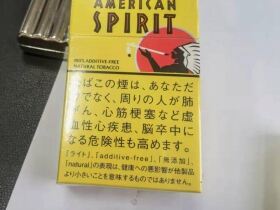 AMERICAN
SPIRIT
100% ADDITIVE-FREE
NATURAL TOBACCO
ばこの煙は、あなただ
でなく、周りの人が肺
ん、心筋梗塞など虚
血性心疾患、脳卒中に
る危険性も高めます。
「ライト」、「additive-free」、「無添加」、
「natural」の表現は、健康への悪影響が他製品
より小さいことを意味するものではありません。